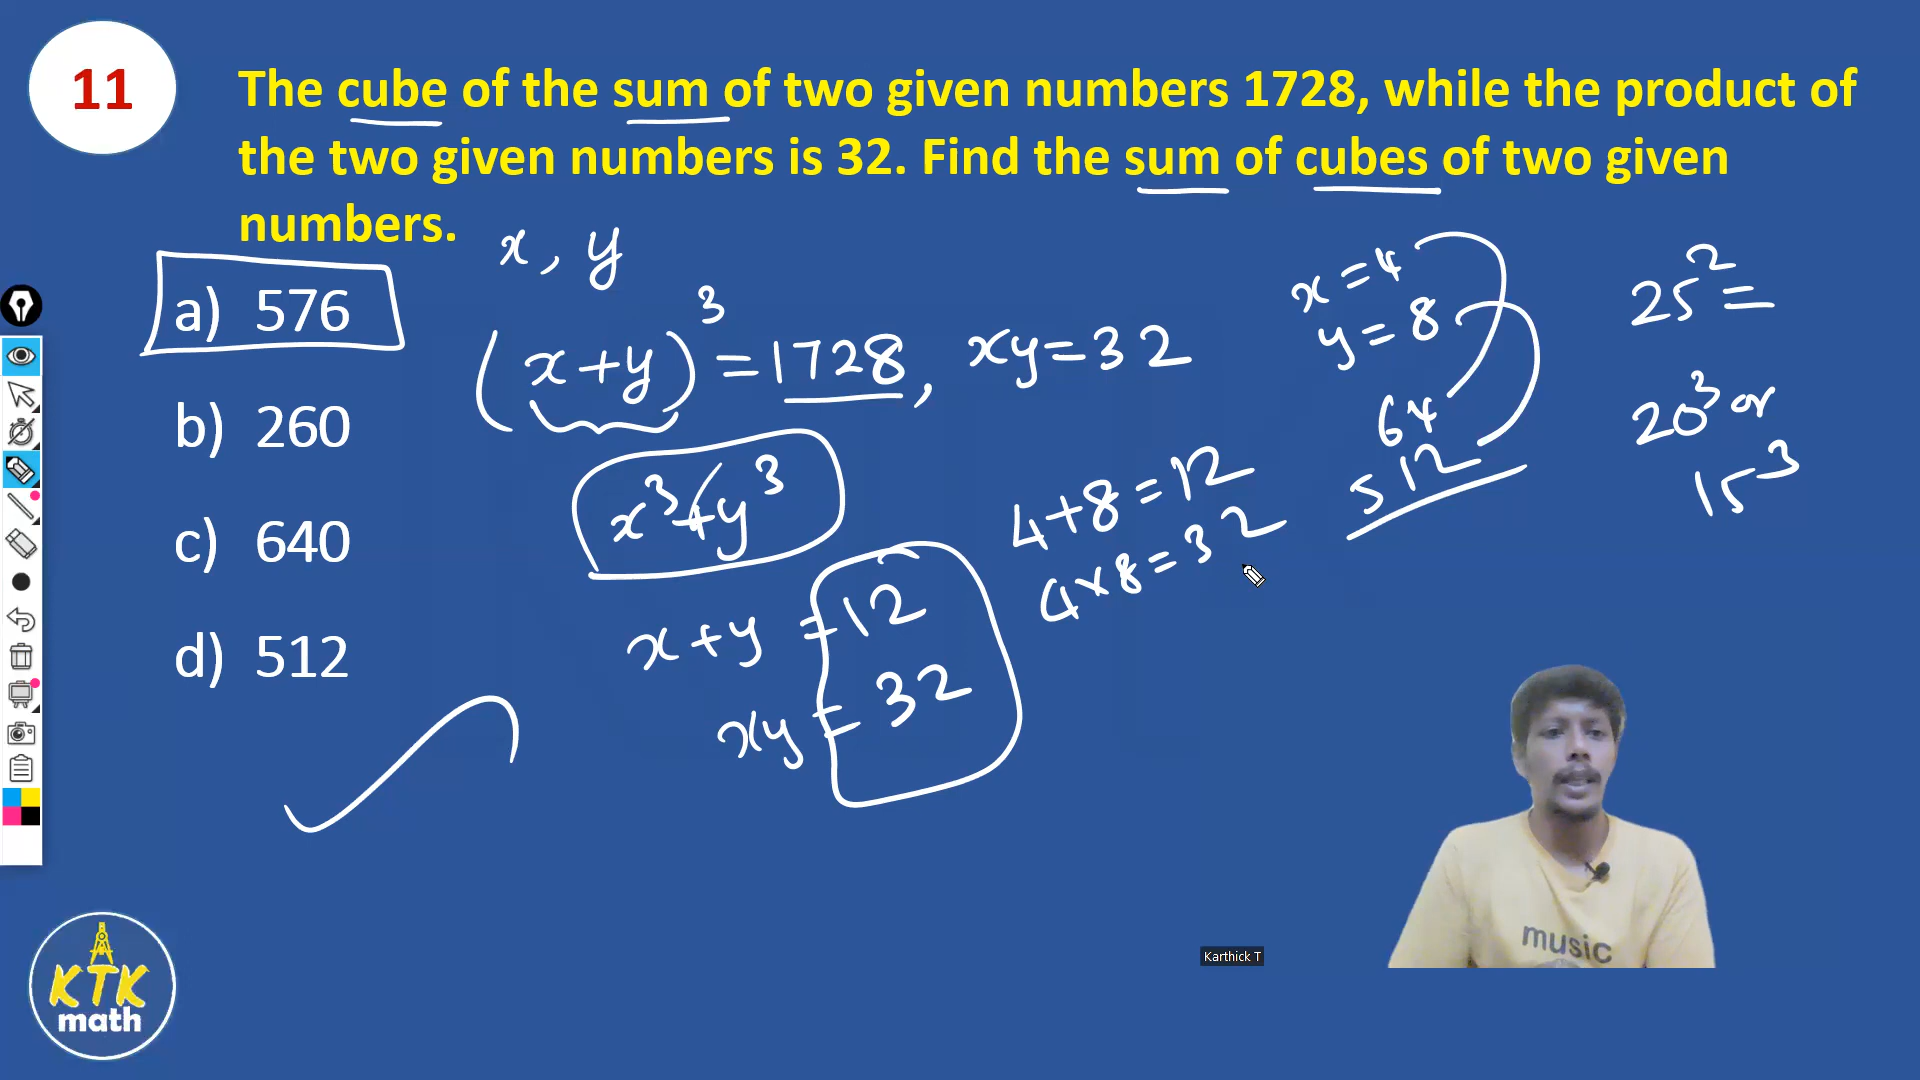 11
The cube of the sum of two given numbers 1728, while the product of
the two given numbers is 32. Find the sum of cubes of two given
numbers.
x, y
a) 576
b) 260
c) 640
d) 512
(x+y)³ = 1728, xy=32
x³+y³
x+y = 12
xy = 32
4+8=12
4×8=32
x=4
y=8
64
512
25²=
20³ or
15³
music
Karthick T
KTK
math